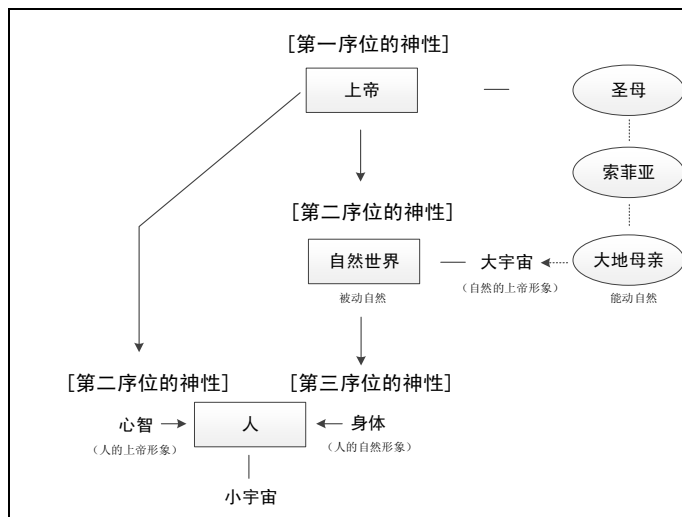 [第一序位的神性]
上帝
圣母
索菲亚
[第二序位的神性]
自然世界
大宇宙
大地母亲
被动自然
（自然的上帝形象）
能动自然
[第二序位的神性]
[第三序位的神性]
心智
人
身体
（人的上帝形象）
（人的自然形象）
小宇宙